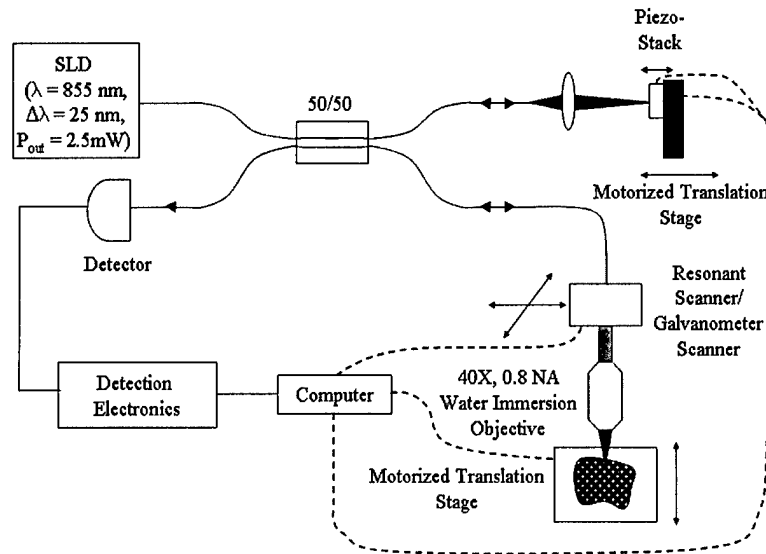 SLD
(λ = 855 nm,
Δλ = 25 nm,
P_out = 2.5mW)
50/50
Piezo-
Stack
Motorized Translation
Stage
Detector
Resonant
Scanner/
Galvanometer
Scanner
Detection
Electronics
Computer
40X, 0.8 NA
Water Immersion
Objective
Motorized Translation
Stage